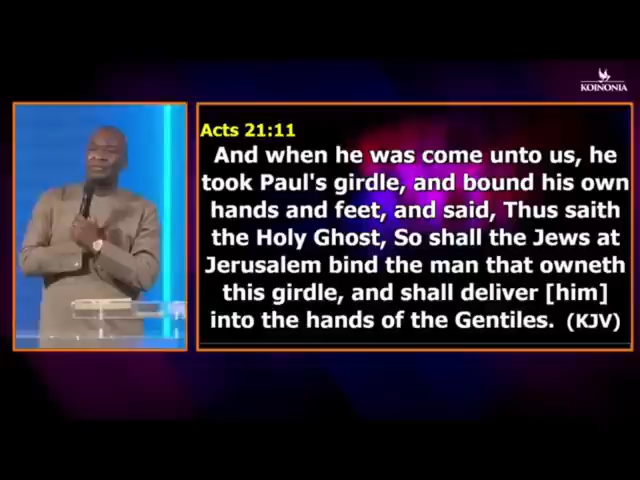 KOINONIA
Acts 21:11
And when he was come unto us, he
took Paul's girdle, and bound his own
hands and feet, and said, Thus saith
the Holy Ghost, So shall the Jews at
Jerusalem bind the man that owneth
this girdle, and shall deliver [him]
into the hands of the Gentiles. (KJV)